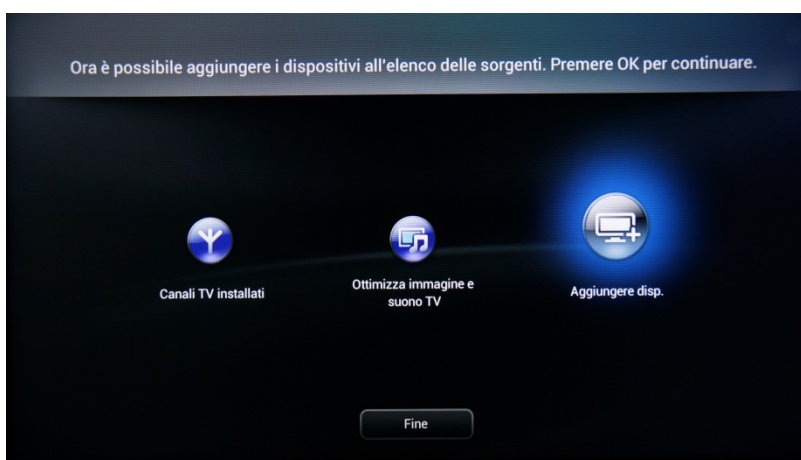 Ora è possibile aggiungere i dispositivi all'elenco delle sorgenti. Premere OK per continuare.
Canali TV installati
Ottimizza immagine e
suono TV
Aggiungere disp.
Fine